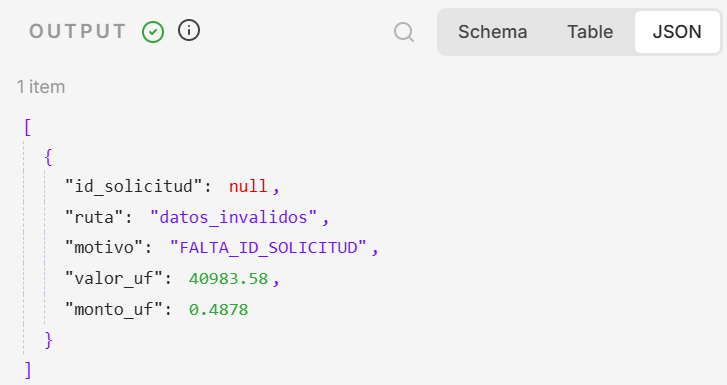 OUTPUT
Schema Table JSON
1 item
[
{
"id_solicitud": null,
"ruta": "datos_invalidos",
"motivo": "FALTA_ID_SOLICITUD",
"valor_uf": 40983.58,
"monto_uf": 0.4878
}
]